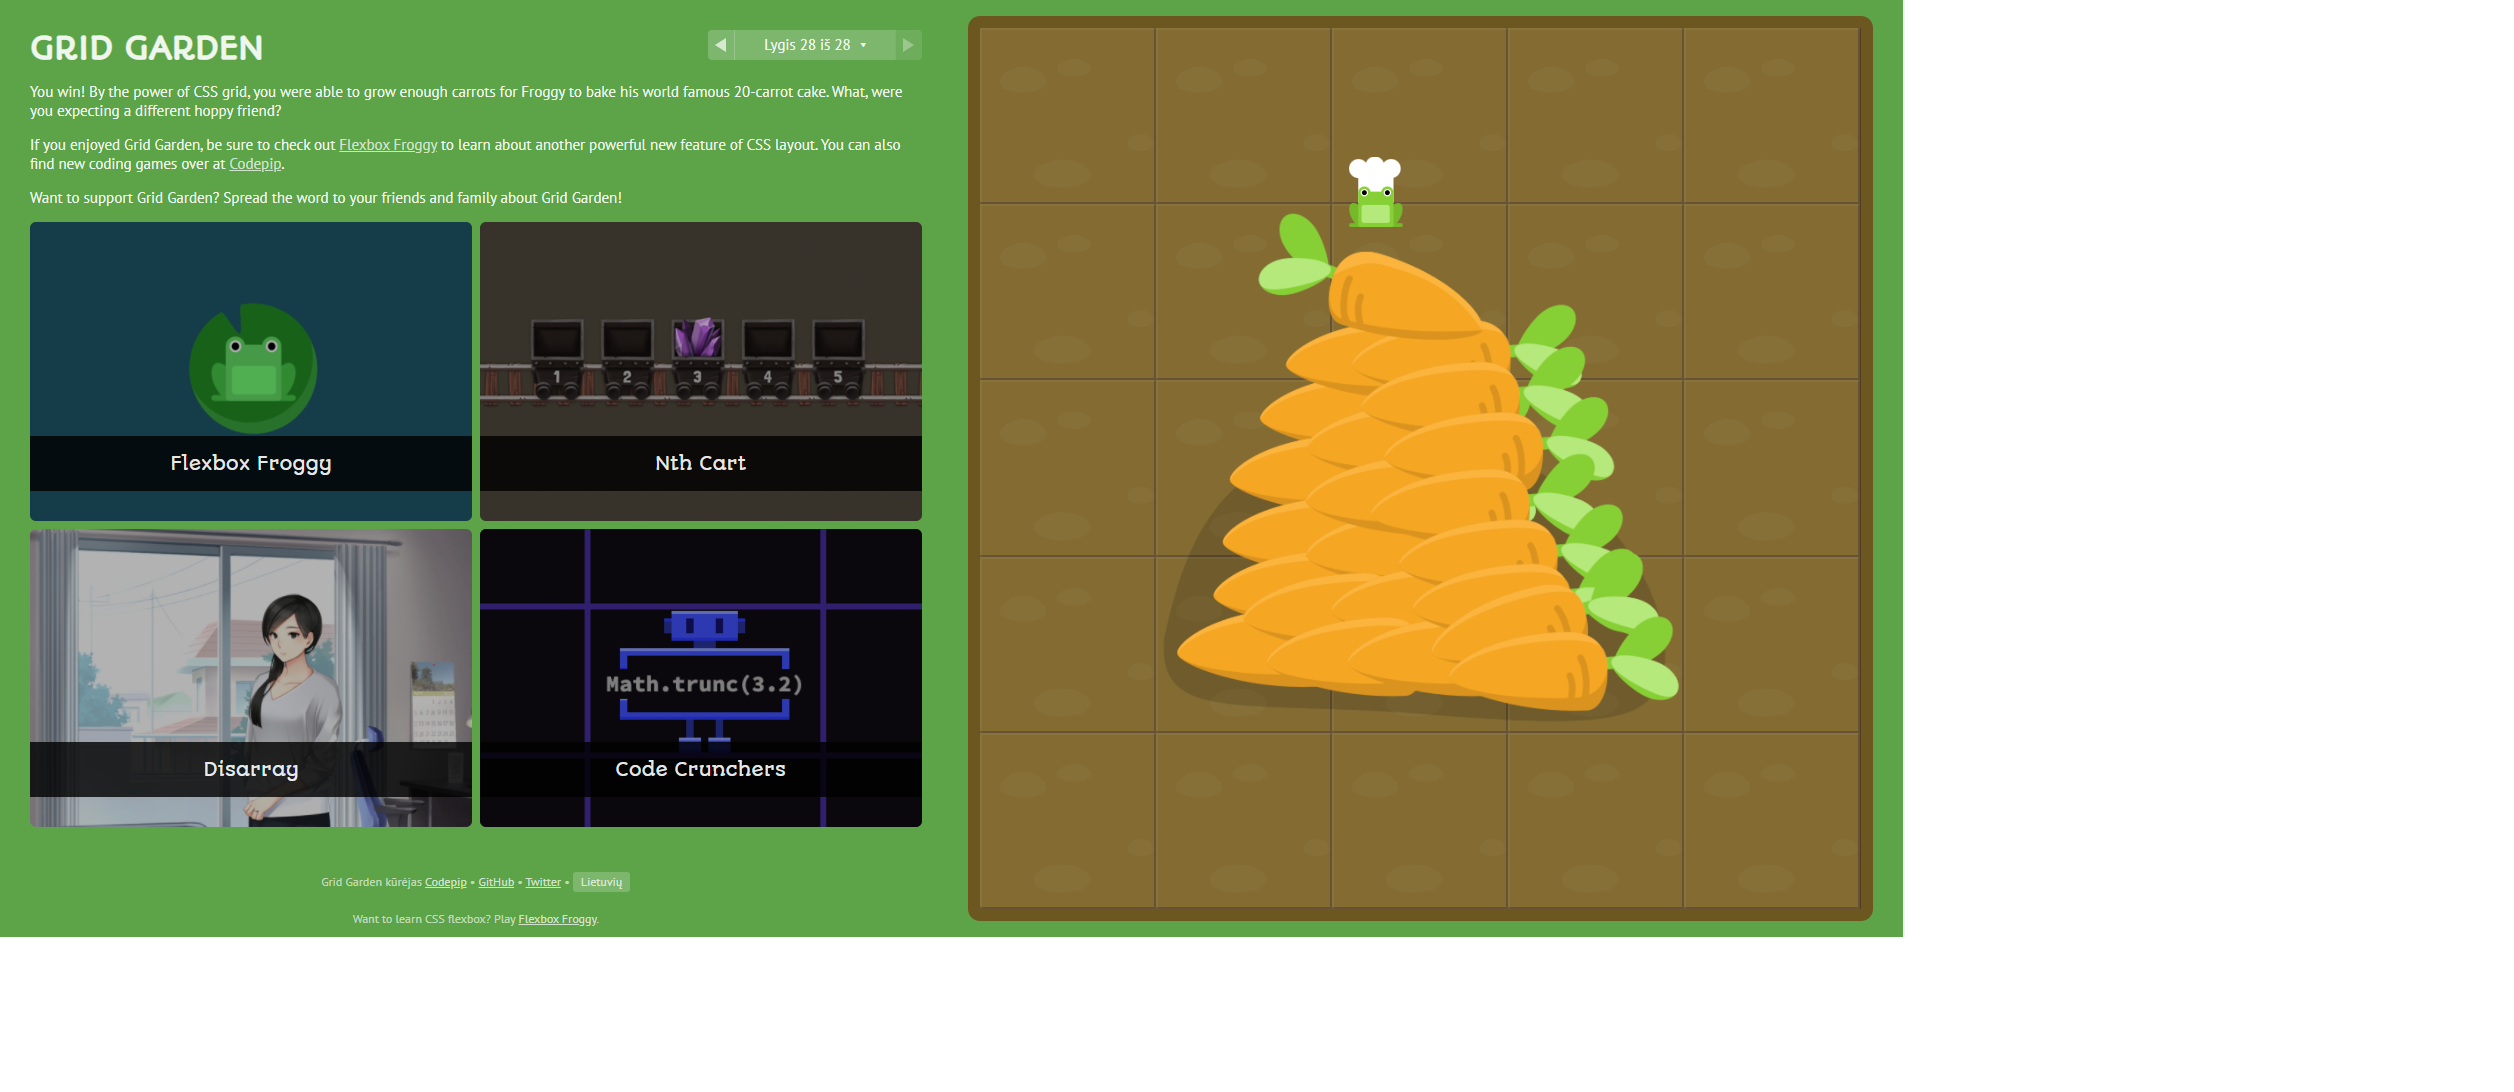 GRID GARDEN
Lygis 28 iš 28 ▾
You win! By the power of CSS grid, you were able to grow enough carrots for Froggy to bake his world famous 20-carrot cake. What, were
you expecting a different hoppy friend?
If you enjoyed Grid Garden, be sure to check out Flexbox Froggy to learn about another powerful new feature of CSS layout. You can also
find new coding games over at Codepip.
Want to support Grid Garden? Spread the word to your friends and family about Grid Garden!
1 2 3 4 5
Flexbox Froggy
Nth Cart
Math.trunc(3.2)
Disarray
Code Crunchers
Grid Garden kūrėjas Codepip • GitHub • Twitter • Lietuvių
Want to learn CSS flexbox? Play Flexbox Froggy.